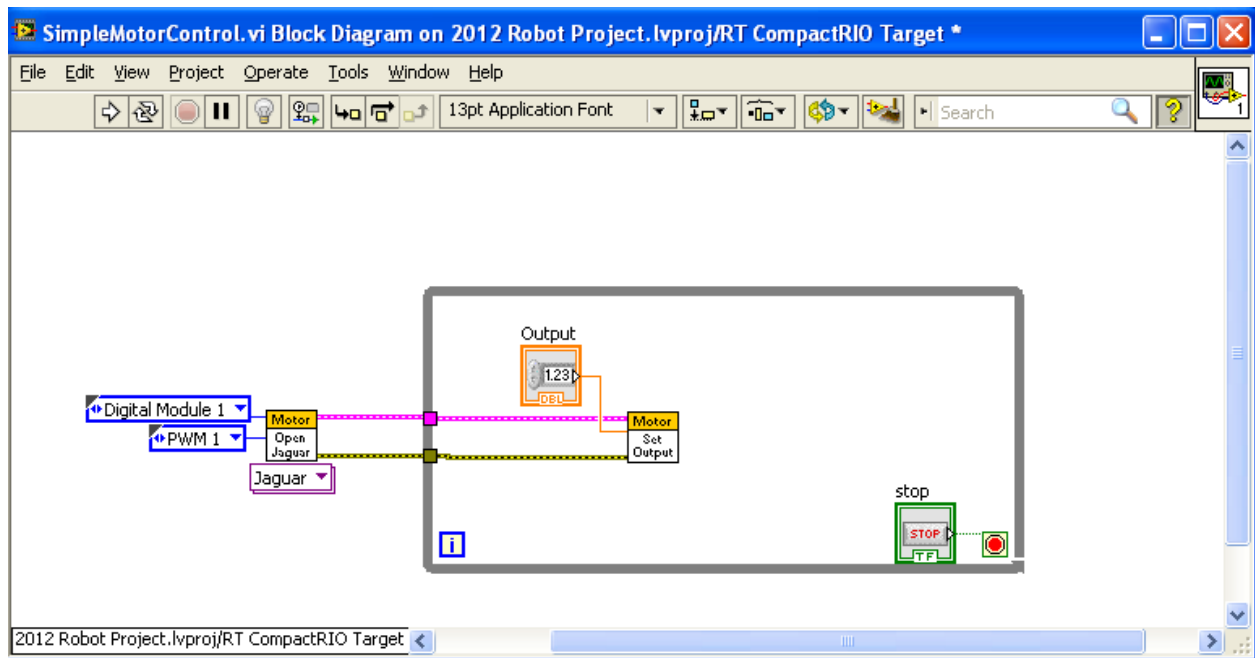 SimpleMotorControl.vi Block Diagram on 2012 Robot Project.lvproj/RT CompactRIO Target *
File Edit View Project Operate Tools Window Help
13pt Application Font Search ? 1
Output
1.23
DBL
Digital Module 1
Motor
Open
Jaguar
PWM 1
Jaguar
Motor
Set
Output
stop
STOP
TF
i
2012 Robot Project.lvproj/RT CompactRIO Target